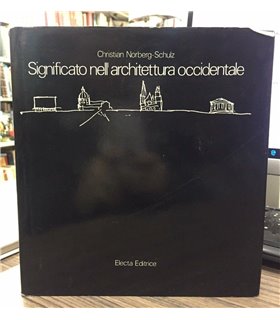 Christian Norberg-Schulz
Significato nell'architettura occidentale
Electa Editrice